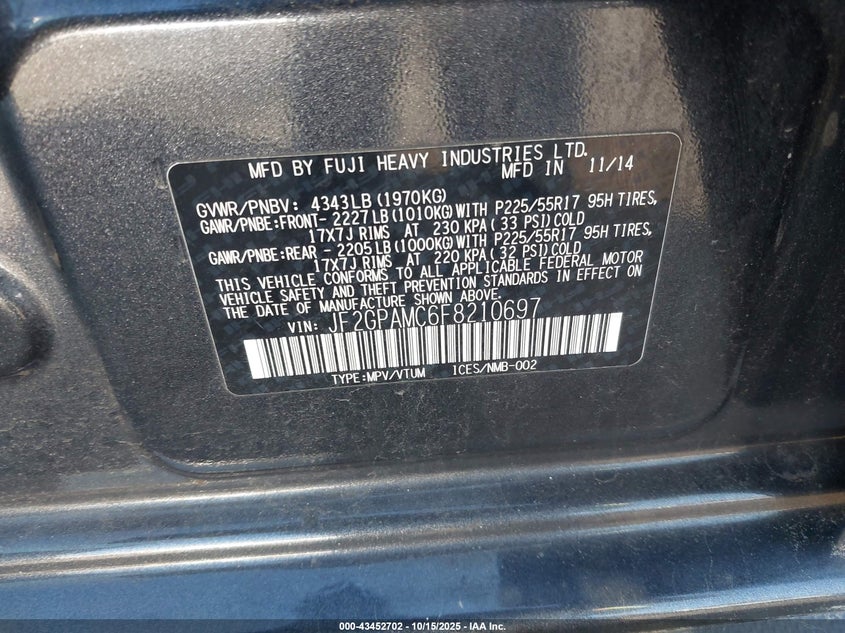 MFD BY FUJI HEAVY INDUSTRIES LTD.
MFD IN 11/14
GVWR/PNBV: 4343LB (1970KG)
GAWR/PNBE:FRONT- 2227LB (1010KG) WITH P225/55R17 95H TIRES,
17X7J RIMS AT 230 KPA ( 33 PSI) COLD
GAWR/PNBE:REAR - 2205LB (1000KG) WITH P225/55R17 95H TIRES,
17X7J RIMS AT 220 KPA ( 32 PSI) COLD
THIS VEHICLE CONFORMS TO ALL APPLICABLE FEDERAL MOTOR
VEHICLE SAFETY AND THEFT PREVENTION STANDARDS IN EFFECT ON
THE DATE OF MANUFACTURE SHOWN ABOVE.
VIN: JF2GPAMC6F8210697
TYPE:MPV/VTUM ICES/NMB-002
000-43452702 - 10/15/2025 - IAA Inc.